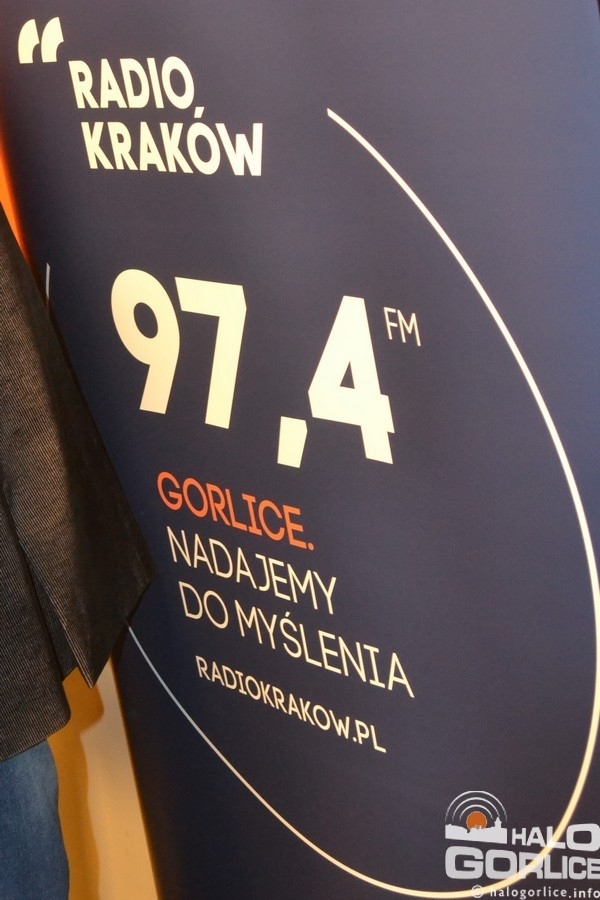 RADIO
KRAKÓW
97,4 FM
GORLICE.
NADAJEMY
DO MYŚLENIA
RADIOKRAKOW.PL
HALO
GORLICE
© halogorlice.info